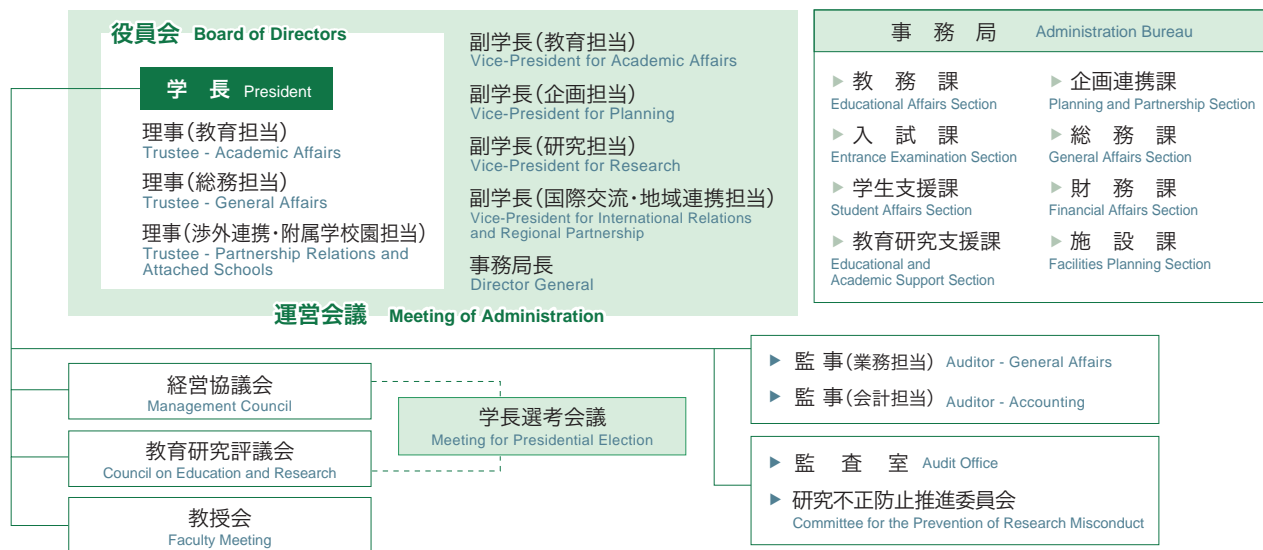 役員会 Board of Directors
学 長 President
理事(教育担当)
Trustee - Academic Affairs
理事(総務担当)
Trustee - General Affairs
理事(渉外連携・附属学校園担当)
Trustee - Partnership Relations and
Attached Schools
副学長(教育担当)
Vice-President for Academic Affairs
副学長(企画担当)
Vice-President for Planning
副学長(研究担当)
Vice-President for Research
副学長(国際交流・地域連携担当)
Vice-President for International Relations
and Regional Partnership
事務局長
Director General
運営会議 Meeting of Administration
事 務 局 Administration Bureau
▶ 教 務 課
Educational Affairs Section
▶ 入 試 課
Entrance Examination Section
▶ 学生支援課
Student Affairs Section
▶ 教育研究支援課
Educational and
Academic Support Section
▶ 企画連携課
Planning and Partnership Section
▶ 総 務 課
General Affairs Section
▶ 財 務 課
Financial Affairs Section
▶ 施 設 課
Facilities Planning Section
経営協議会
Management Council
教育研究評議会
Council on Education and Research
教授会
Faculty Meeting
学長選考会議
Meeting for Presidential Election
▶ 監 事(業務担当) Auditor - General Affairs
▶ 監 事(会計担当) Auditor - Accounting
▶ 監 査 室 Audit Office
▶ 研究不正防止推進委員会
Committee for the Prevention of Research Misconduct